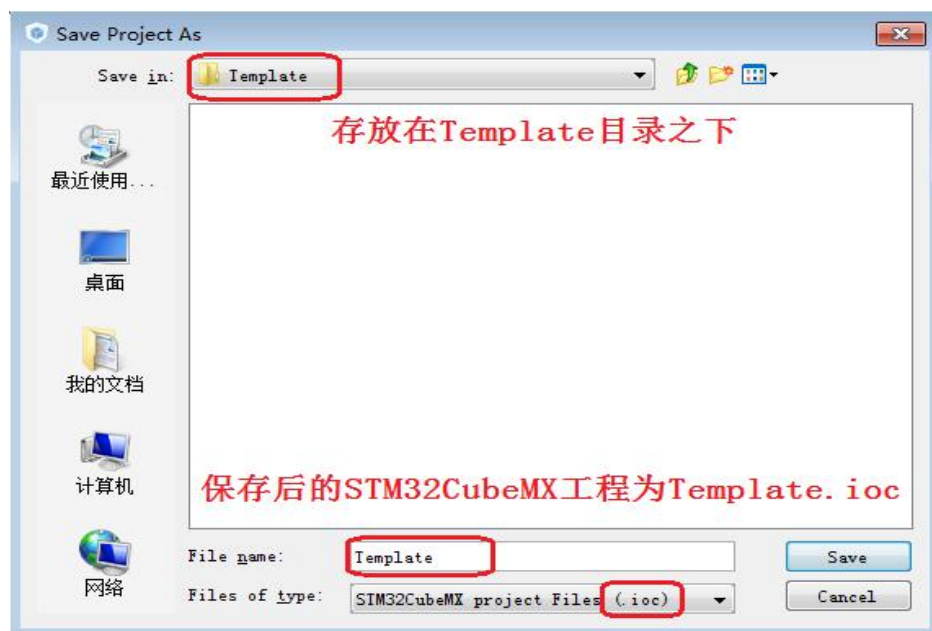 Save Project As
Save in: Template
存放在Template目录之下
最近使用...
桌面
我的文档
计算机
保存后的STM32CubeMX工程为Template.ioc
网络
File name: Template Save
Files of type: STM32CubeMX project Files (.ioc) Cancel